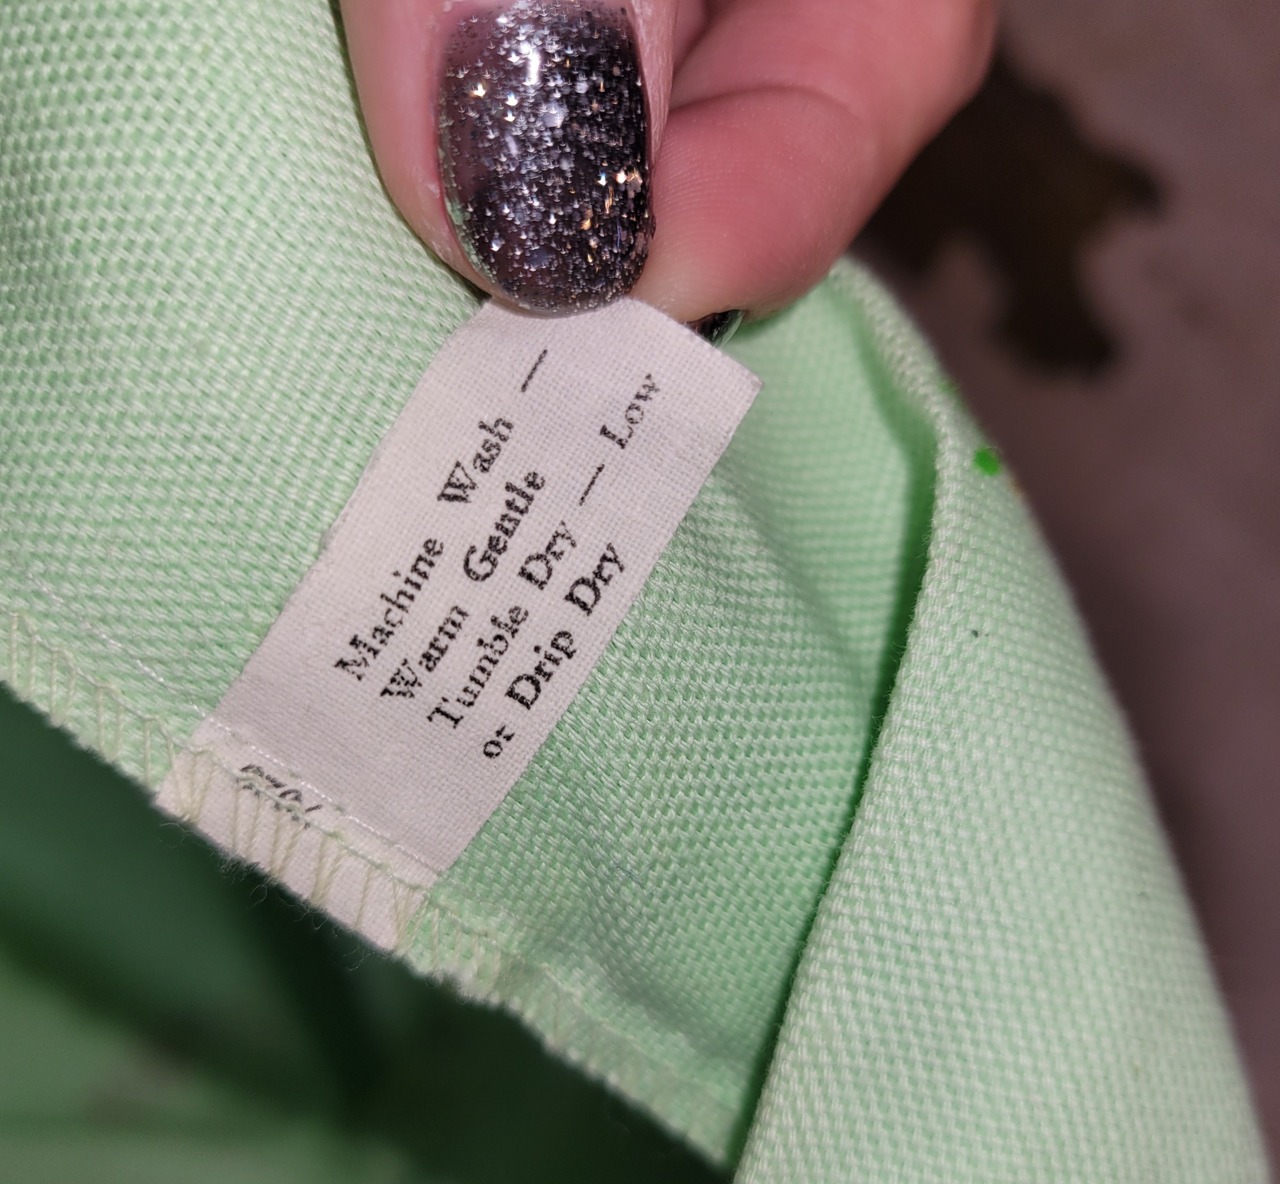 Machine Wash —
Warm Gentle
Tumble Dry — Low
or Drip Dry